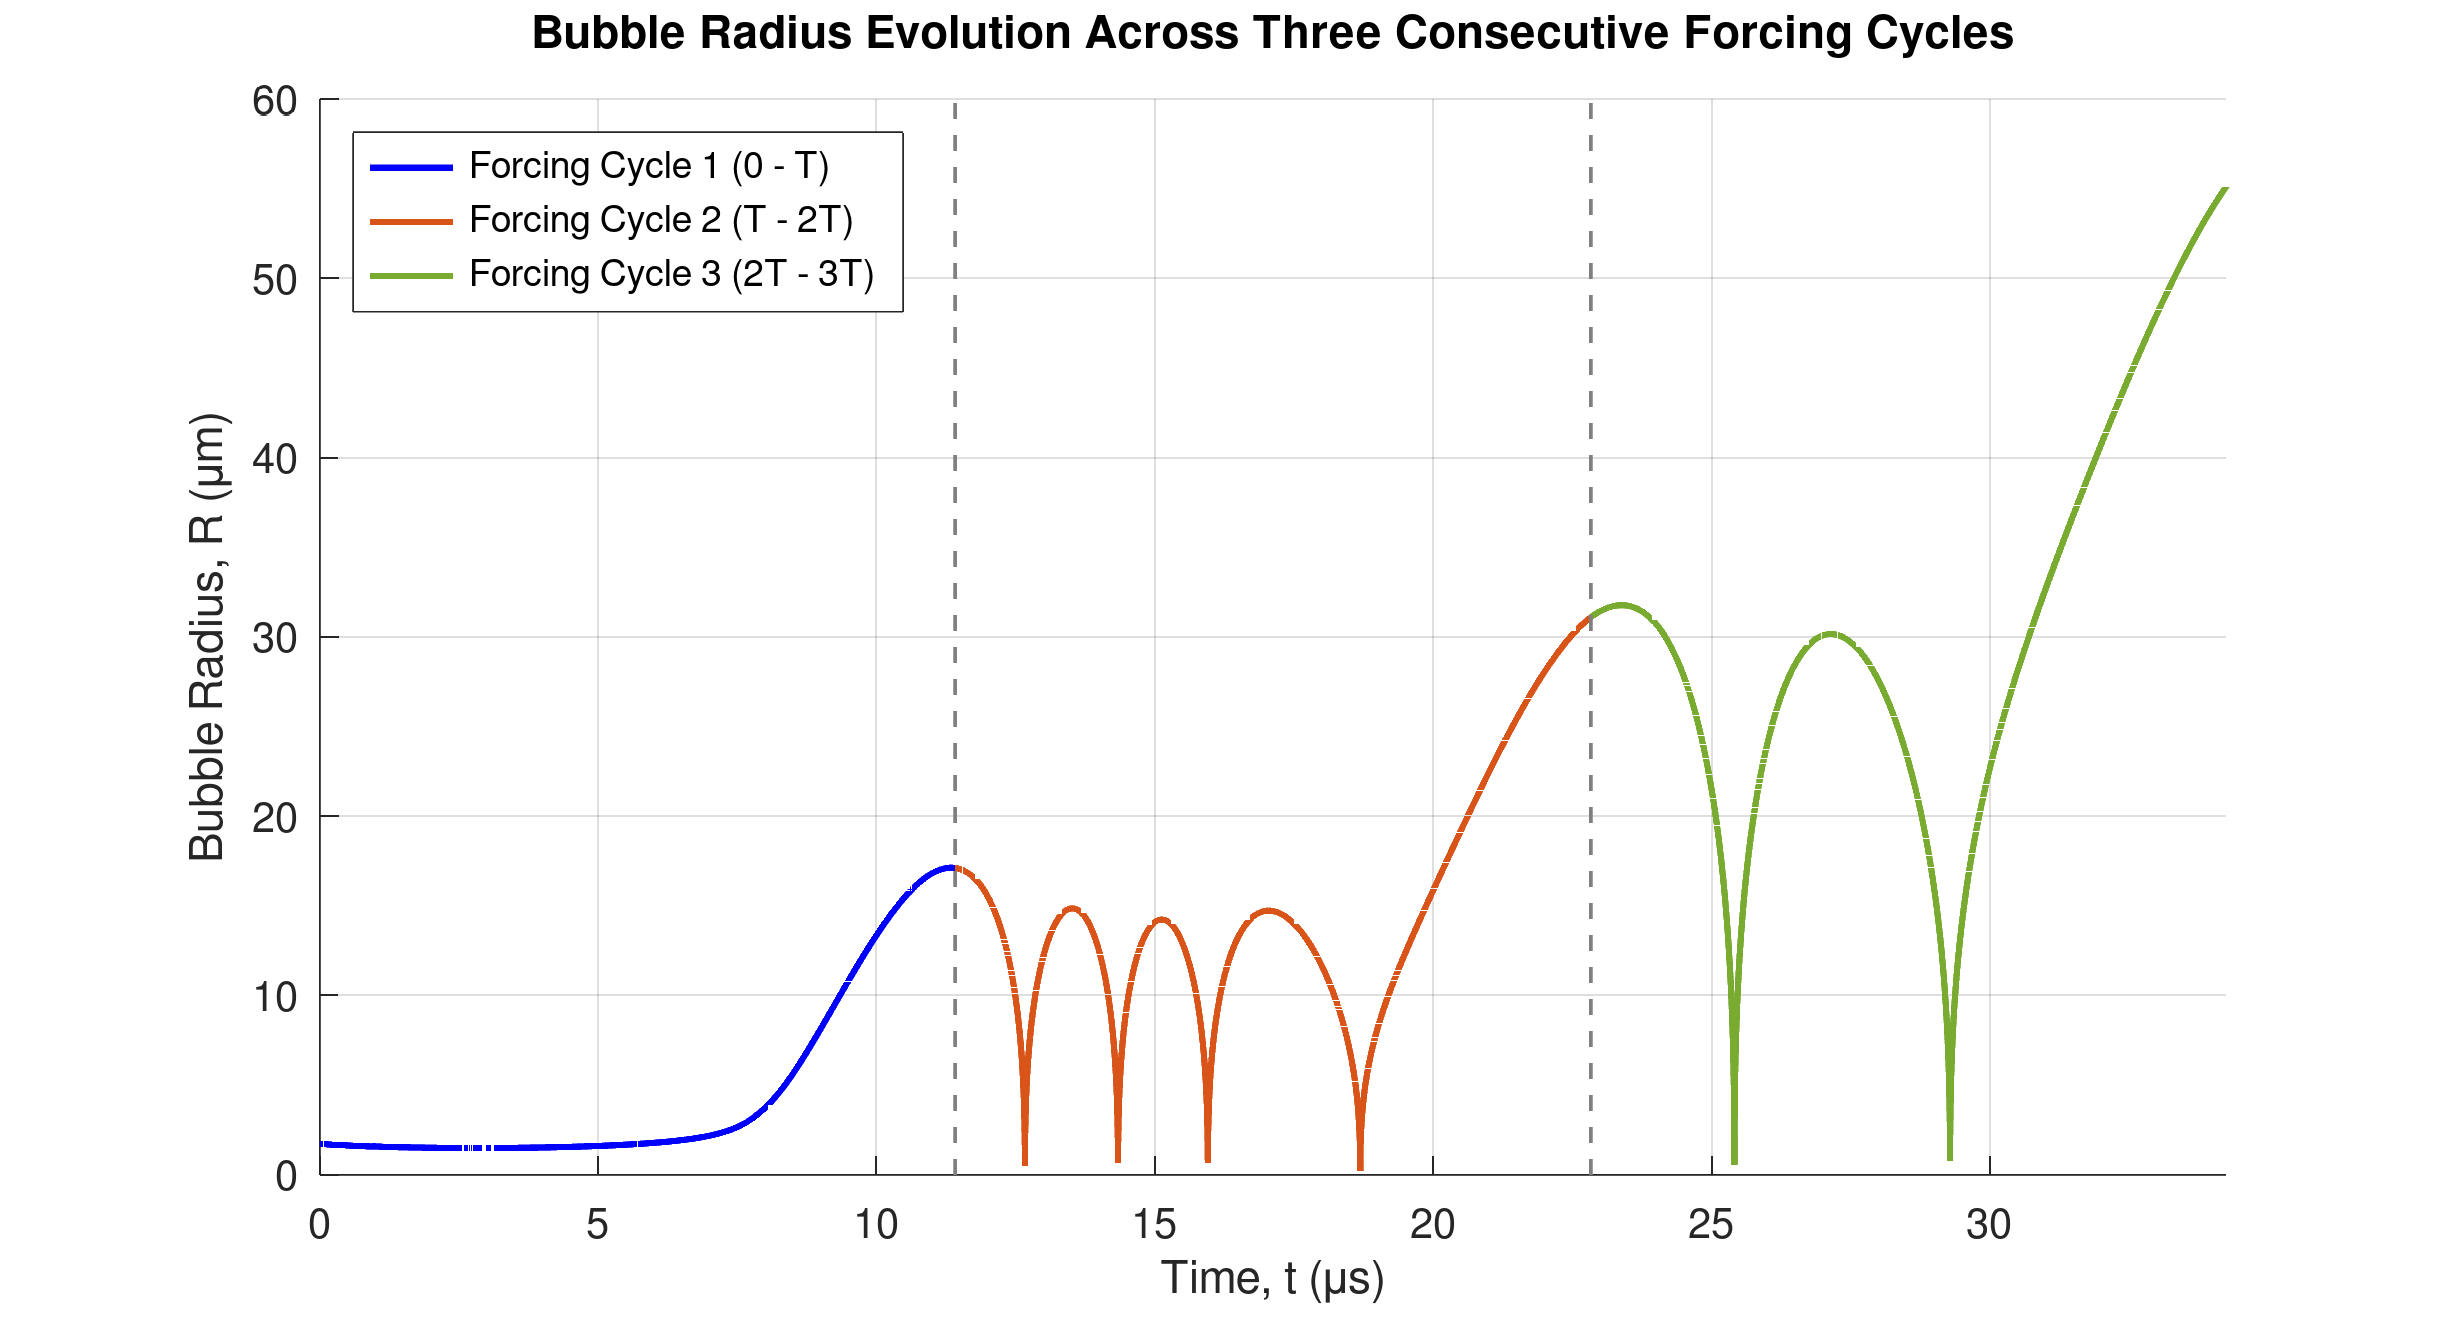 Bubble Radius Evolution Across Three Consecutive Forcing Cycles
60
50
40
30
20
10
0
Bubble Radius, R (µm)
Forcing Cycle 1 (0 - T)
Forcing Cycle 2 (T - 2T)
Forcing Cycle 3 (2T - 3T)
0 5 10 15 20 25 30
Time, t (µs)